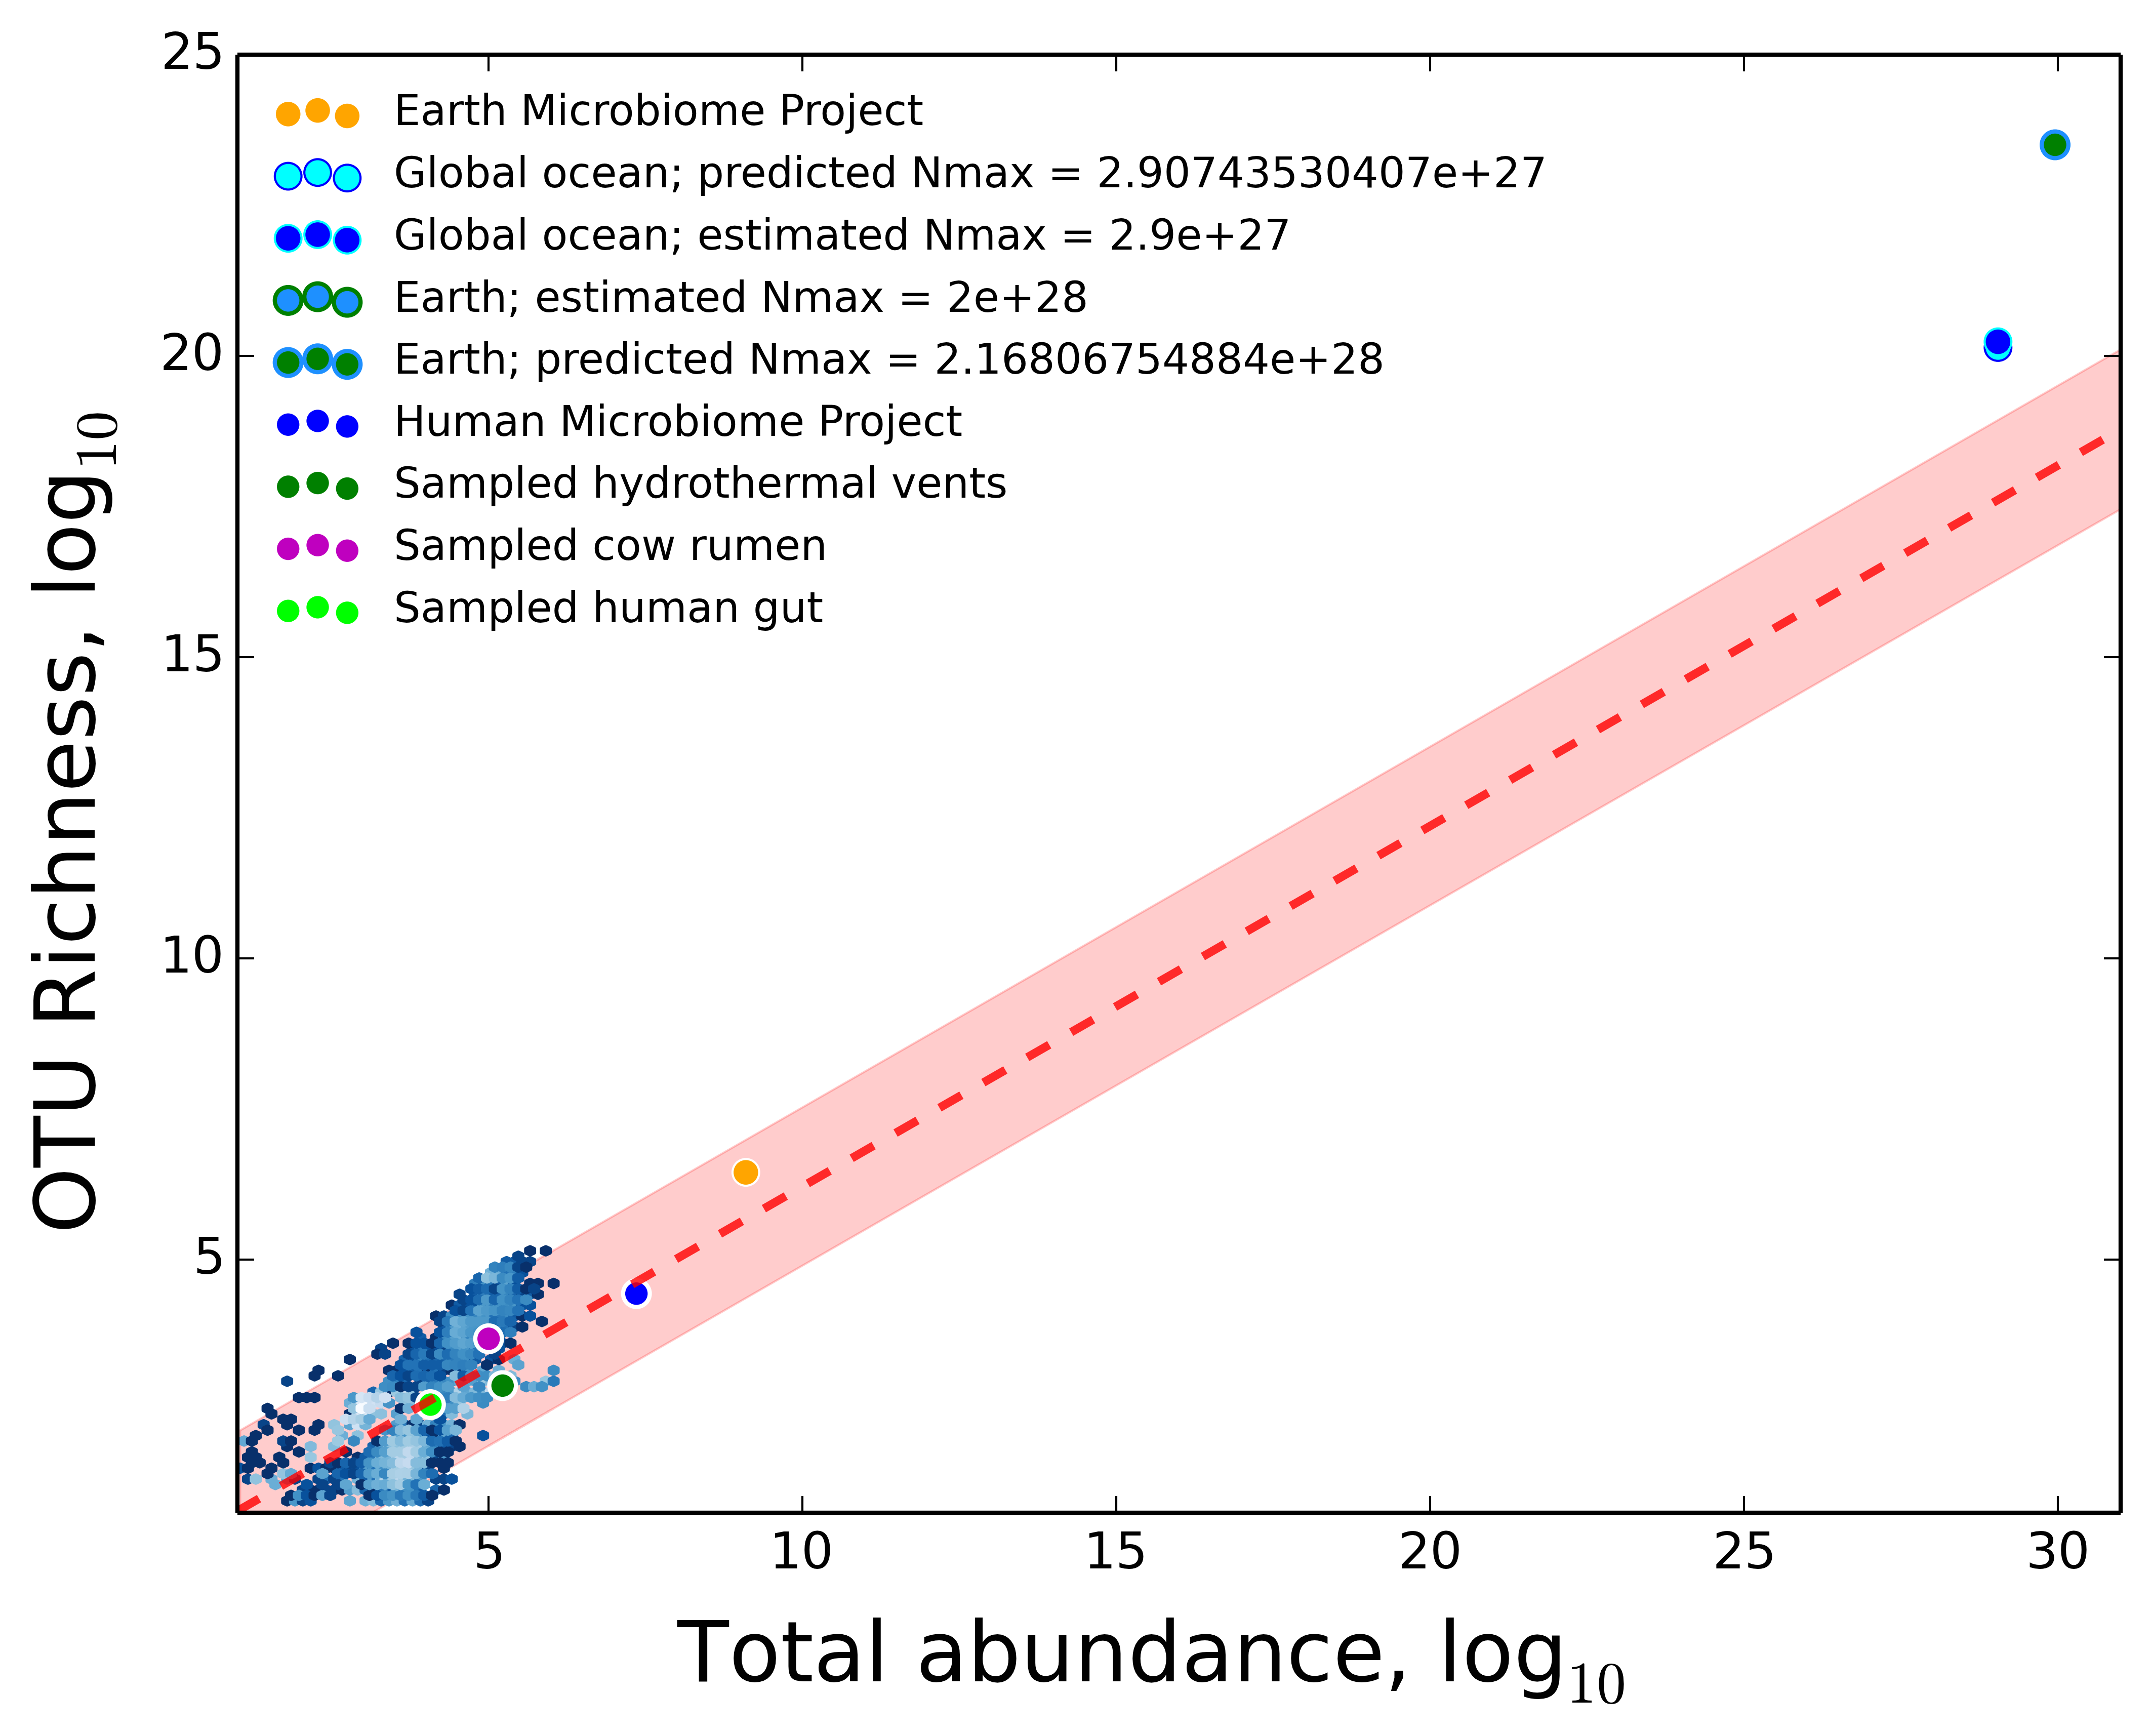 25
20
15
10
5
Earth Microbiome Project
Global ocean; predicted Nmax = 2.90743530407e+27
Global ocean; estimated Nmax = 2.9e+27
Earth; estimated Nmax = 2e+28
Earth; predicted Nmax = 2.16806754884e+28
Human Microbiome Project
Sampled hydrothermal vents
Sampled cow rumen
Sampled human gut
OTU Richness, log10
5 10 15 20 25 30
Total abundance, log10